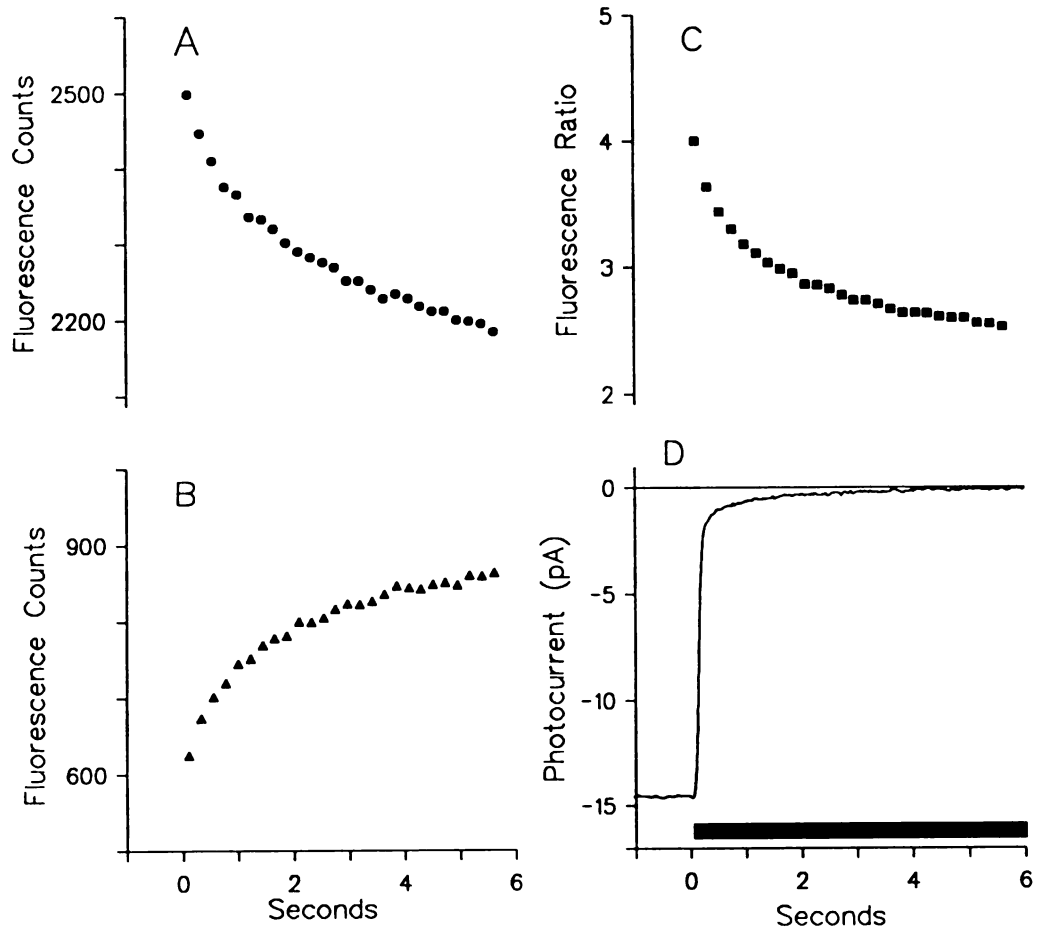 A
Fluorescence Counts
2500
2200
B
Fluorescence Counts
900
600
0 2 4 6
Seconds
C
Fluorescence Ratio
5
4
3
2
D
Photocurrent (pA)
0
-5
-10
-15
0 2 4 6
Seconds